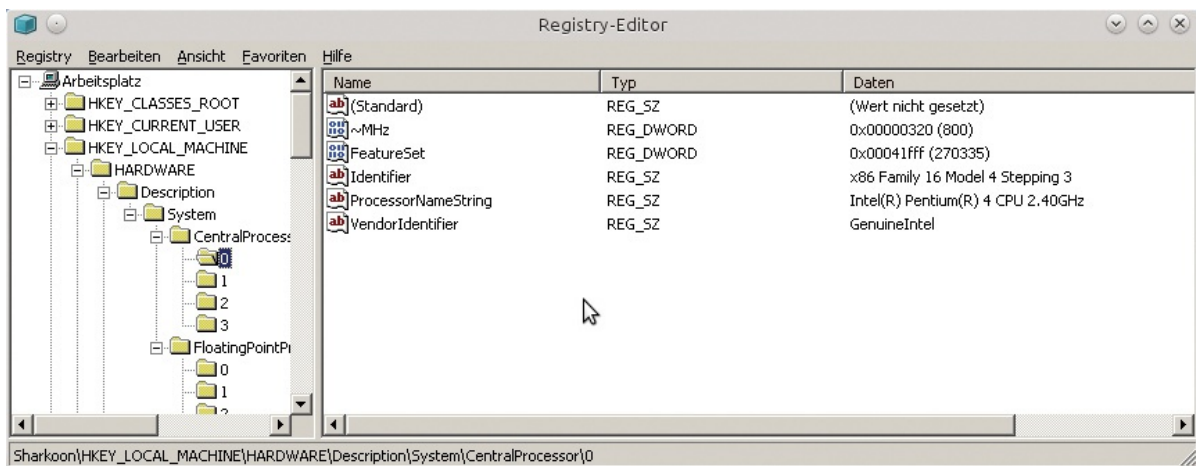 Registry-Editor
Registry Bearbeiten Ansicht Favoriten Hilfe
Arbeitsplatz
HKEY_CLASSES_ROOT
HKEY_CURRENT_USER
HKEY_LOCAL_MACHINE
HARDWARE
Description
System
CentralProcess
0
1
2
3
FloatingPointP
0
1
2
Name Typ Daten
(Standard) REG_SZ (Wert nicht gesetzt)
~MHz REG_DWORD 0x00000320 (800)
FeatureSet REG_DWORD 0x00041fff (270335)
Identifier REG_SZ x86 Family 16 Model 4 Stepping 3
ProcessorNameString REG_SZ Intel(R) Pentium(R) 4 CPU 2.40GHz
VendorIdentifier REG_SZ GenuineIntel
Sharkoon\HKEY_LOCAL_MACHINE\HARDWARE\Description\System\CentralProcessor\0